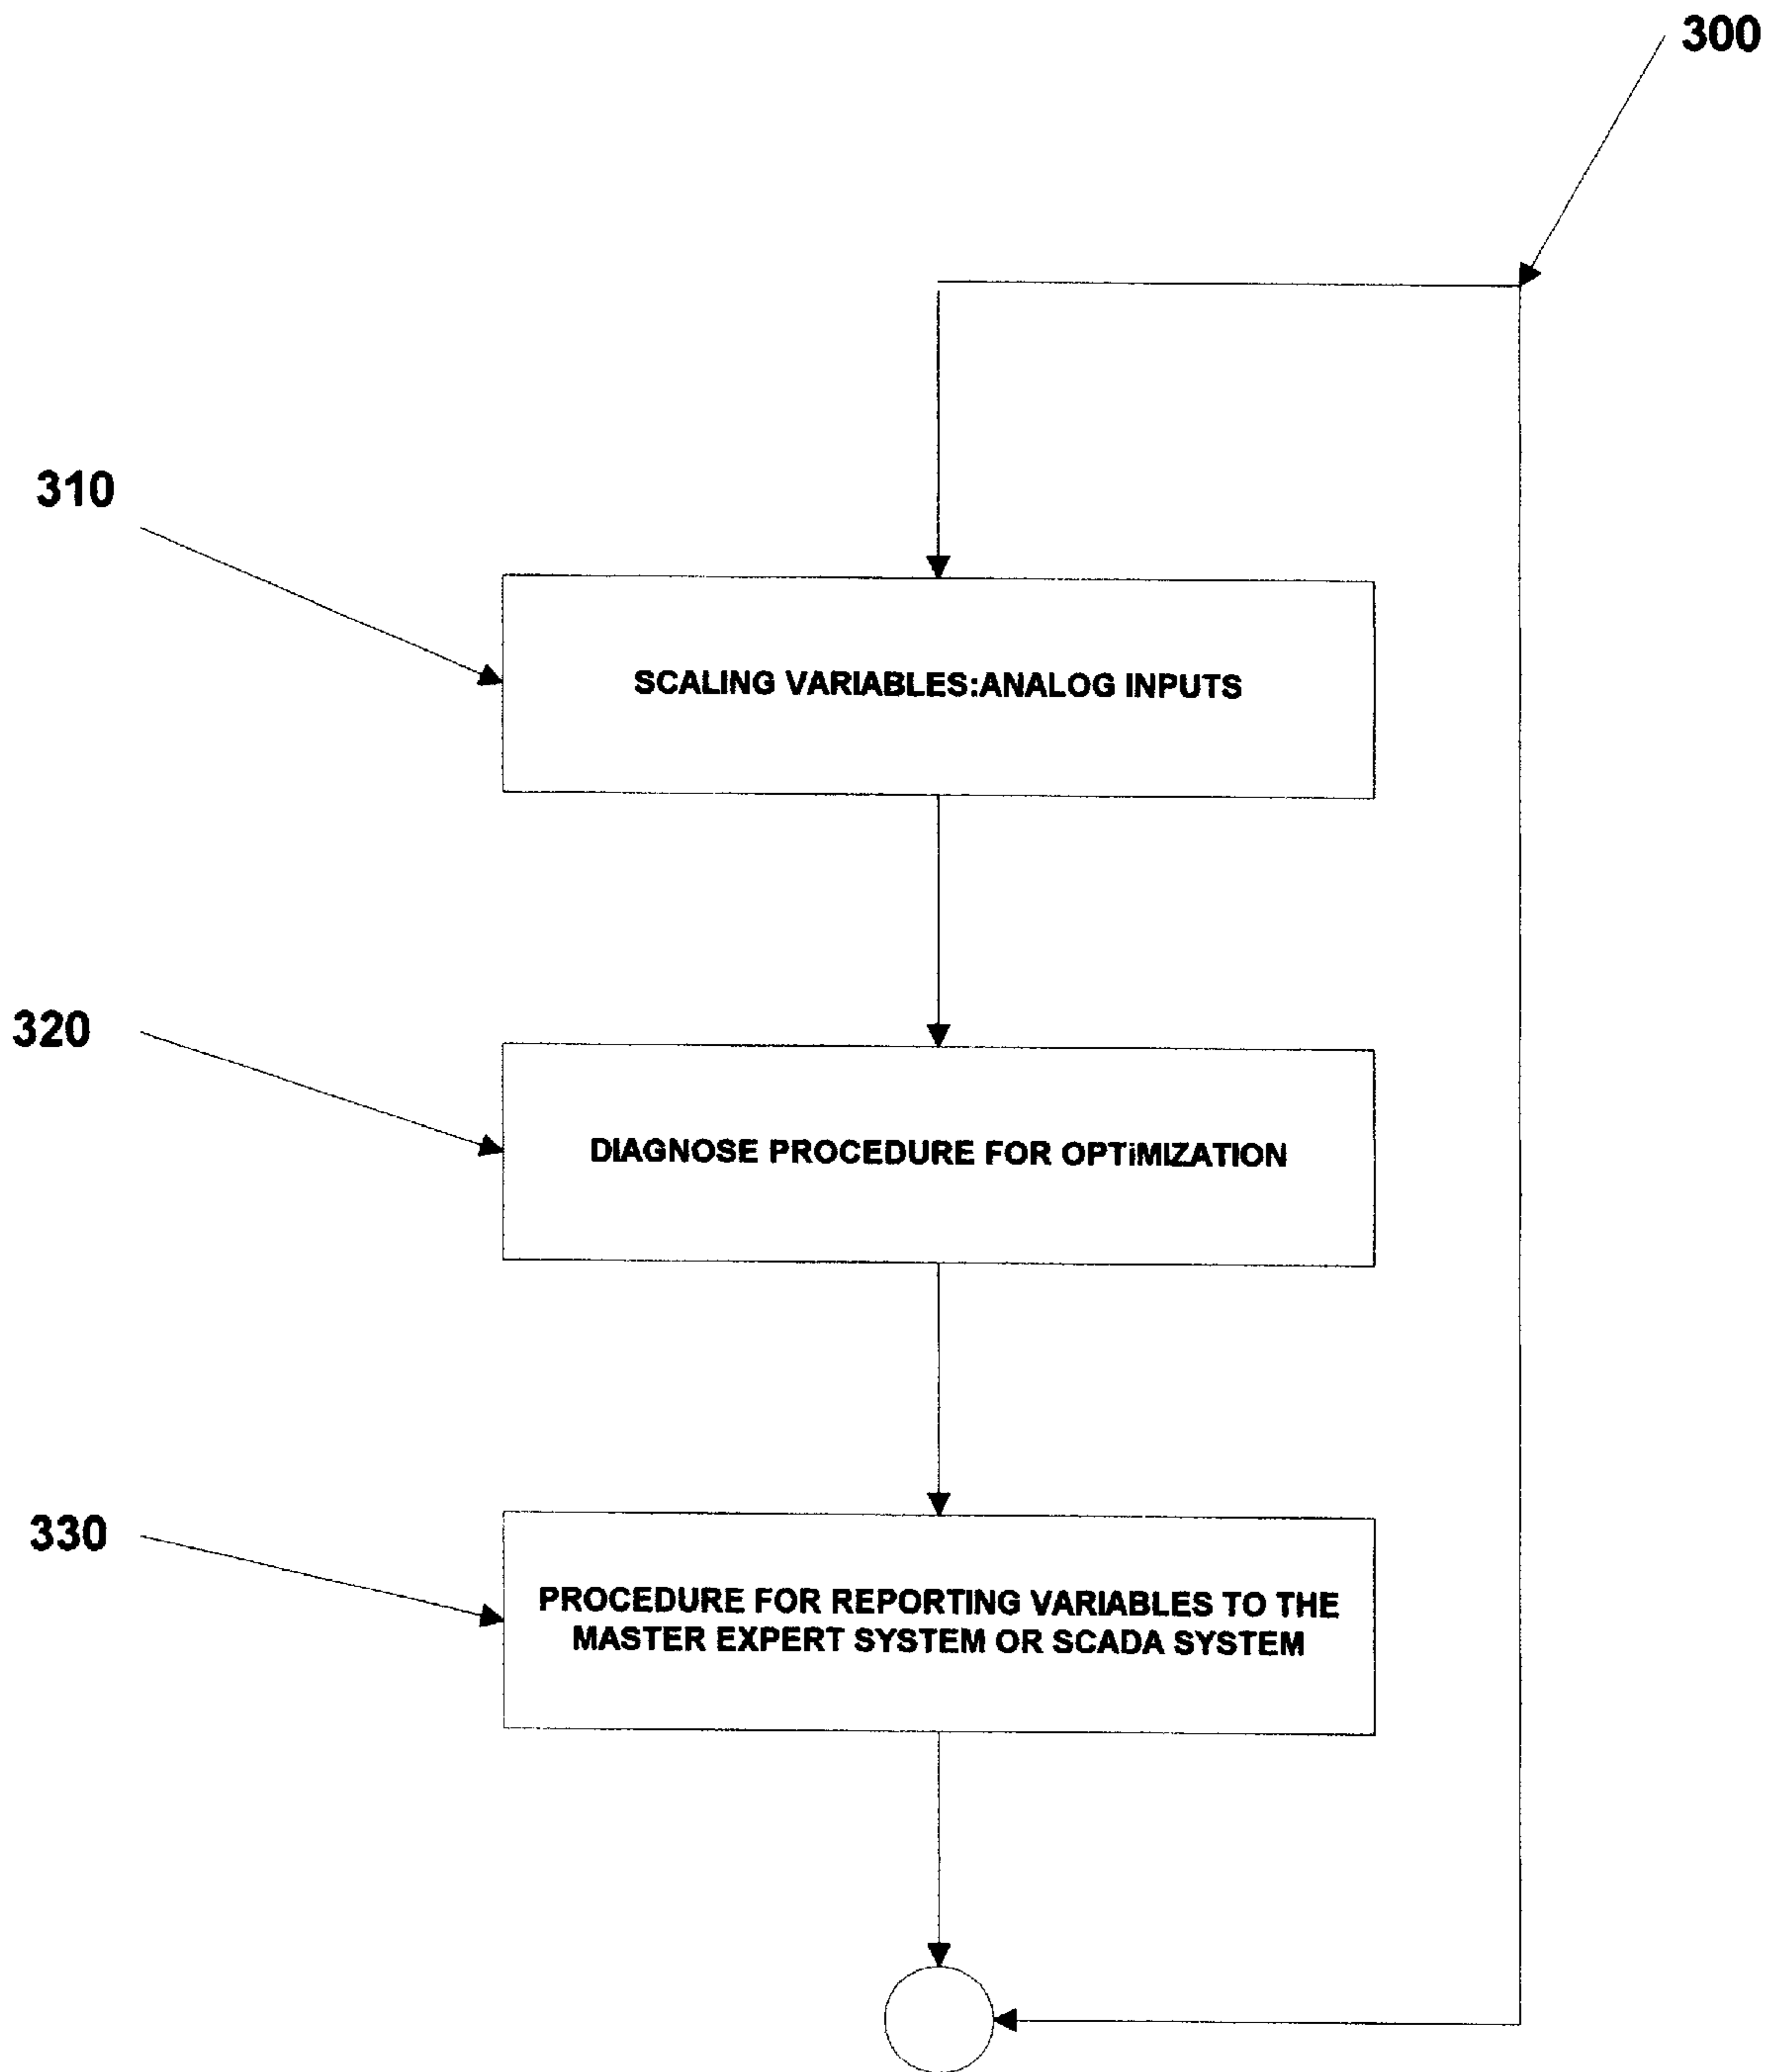 300
310
SCALING VARIABLES:ANALOG INPUTS
320
DIAGNOSE PROCEDURE FOR OPTiMIZATION
330
PROCEDURE FOR REPORTING VARIABLES TO THE
MASTER EXPERT SYSTEM OR SCADA SYSTEM